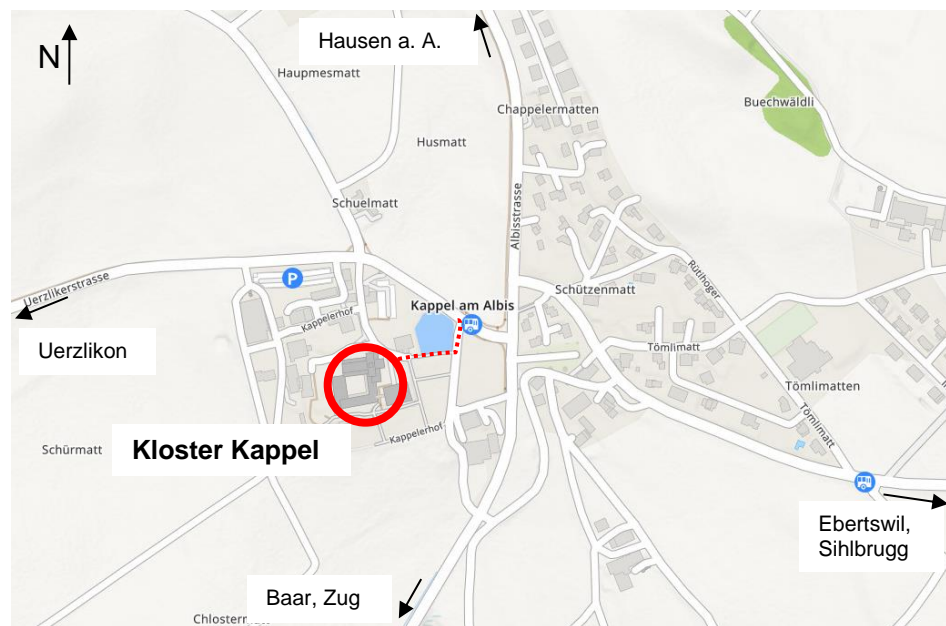 N
Hausen a. A.
Haupmesmatt
Buechwäldli
Chappelermatten
Husmatt
Albisstrasse
Schuelmatt
Rütlhoger
P
Uerzlikerstrasse
Schützenmatt
Kappel am Albis
Kappelerhof
Uerzlikon
Tömlimatt
Tömlimatten
Tömlimatt
Kappelerhof
Schürmatt
Kloster Kappel
Ebertswil,
Sihlbrugg
Baar, Zug